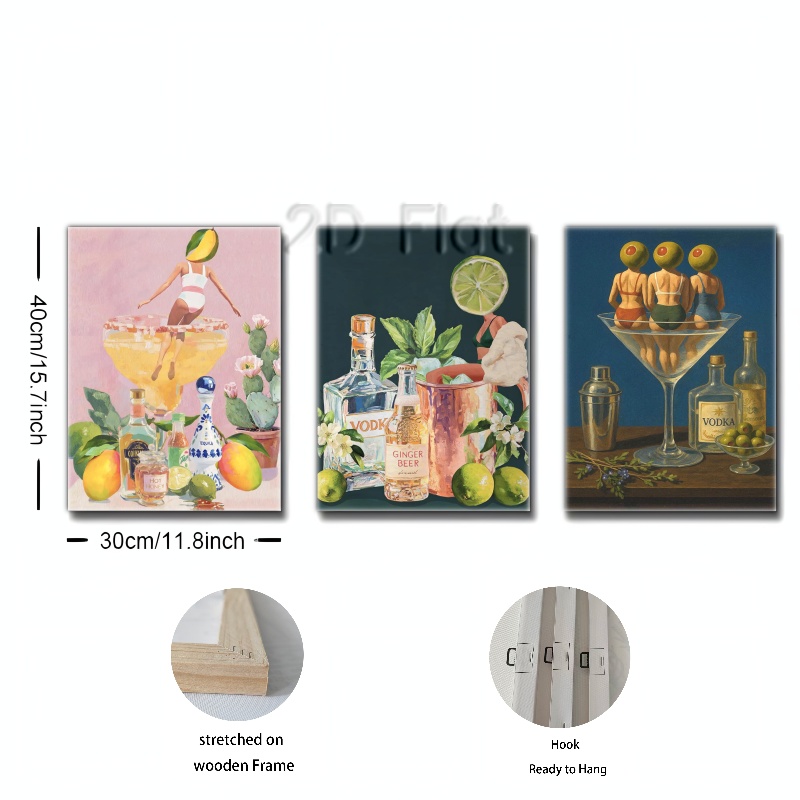 2D Flat
40cm/15.7inch
VODKA
GINGER
BEER
VODKA
30cm/11.8inch
stretched on
wooden Frame
Hook
Ready to Hang